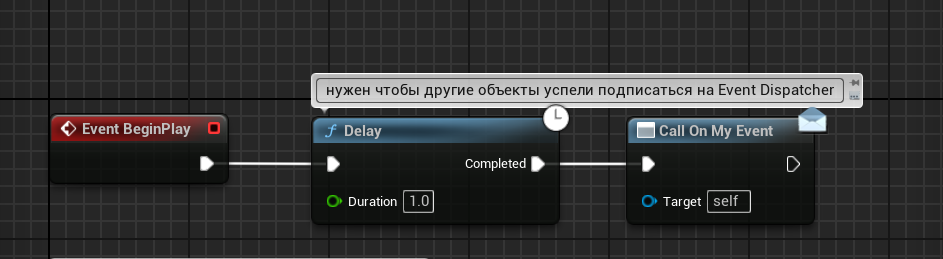 нужен чтобы другие объекты успели подписаться на Event Dispatcher
Event BeginPlay
Delay
Call On My Event
Completed
Duration 1.0
Target self